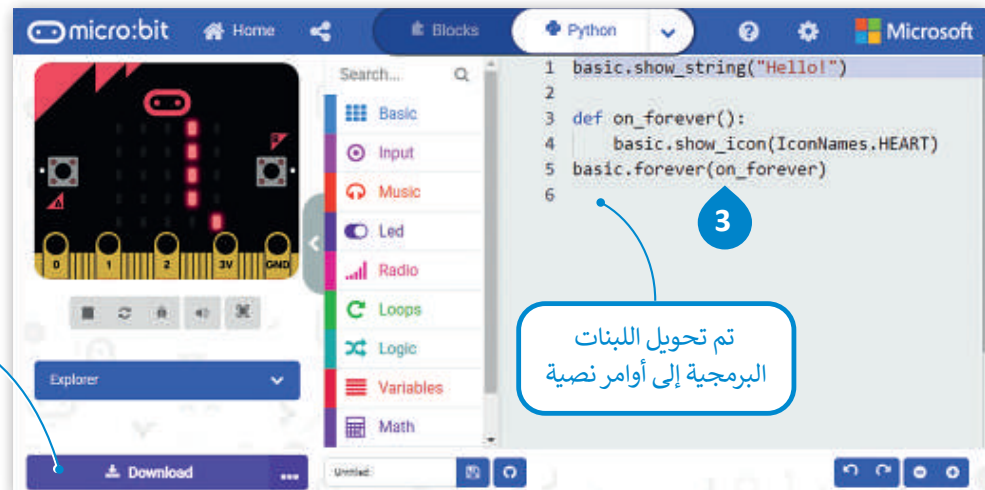 micro:bit Home Blocks Python Microsoft
Search...
Basic
Input
Music
Led
Radio
Loops
Logic
Variables
Math
1 basic.show_string("Hello!")
2
3 def on_forever():
4 basic.show_icon(IconNames.HEART)
5 basic.forever(on_forever)
6
3
تم تحويل اللبنات
البرمجية إلى أوامر نصية
B
A
0 1 2 3V GND
Explorer
Download
Untitled